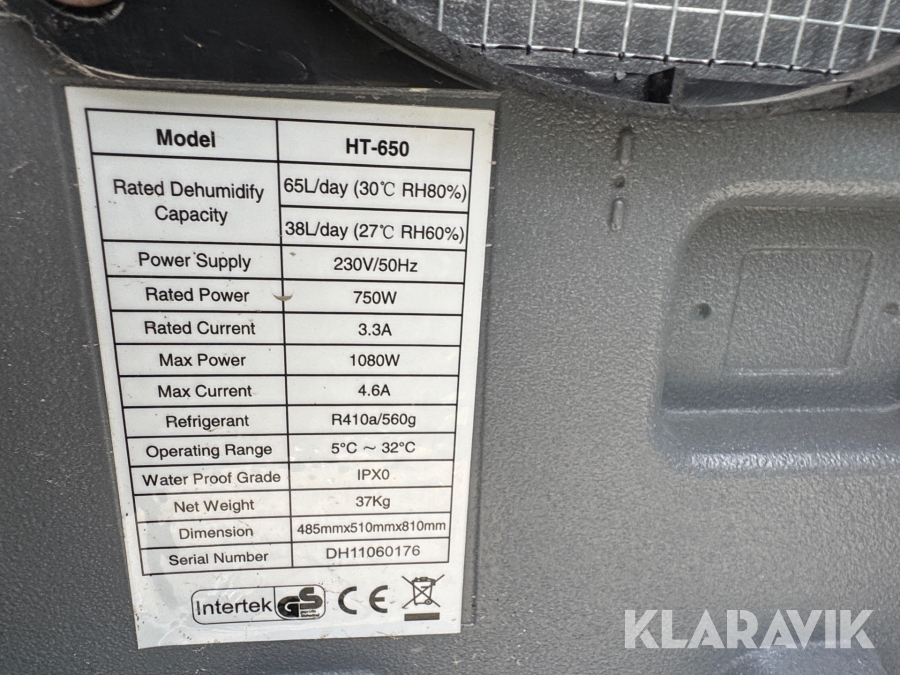 Model HT-650
Rated Dehumidify Capacity 65L/day (30℃ RH80%)
38L/day (27℃ RH60%)
Power Supply 230V/50Hz
Rated Power 750W
Rated Current 3.3A
Max Power 1080W
Max Current 4.6A
Refrigerant R410a/560g
Operating Range 5°C ~ 32°C
Water Proof Grade IPX0
Net Weight 37Kg
Dimension 485mmx510mmx810mm
Serial Number DH11060176
Intertek GS CE
KLARAVIK